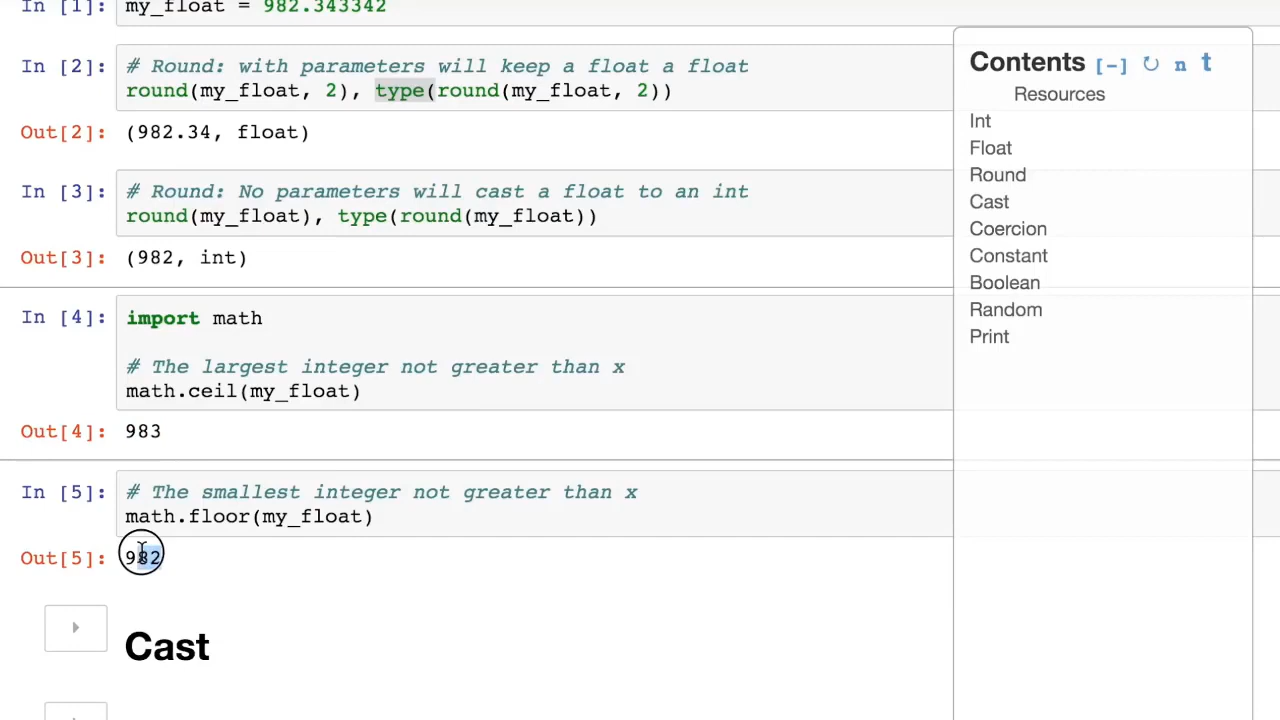 In [1]: my_float = 982.343342
In [2]: # Round: with parameters will keep a float a float
round(my_float, 2), type(round(my_float, 2))
Out[2]: (982.34, float)
In [3]: # Round: No parameters will cast a float to an int
round(my_float), type(round(my_float))
Out[3]: (982, int)
In [4]: import math
# The largest integer not greater than x
math.ceil(my_float)
Out[4]: 983
In [5]: # The smallest integer not greater than x
math.floor(my_float)
Out[5]: 982
Cast
Contents [-] ↻ n t
Resources
Int
Float
Round
Cast
Coercion
Constant
Boolean
Random
Print